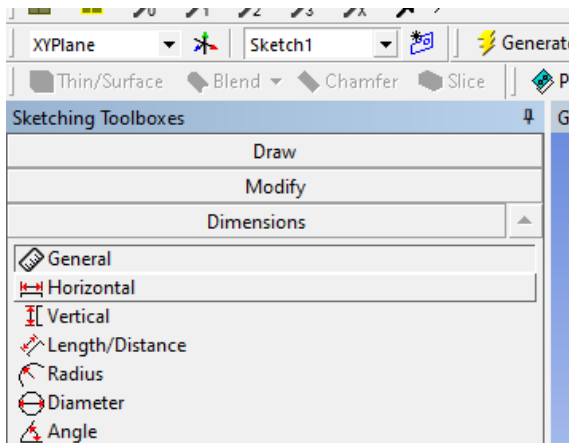 XYPlane Sketch1 Generat
Thin/Surface Blend Chamfer Slice P
Sketching Toolboxes G
Draw
Modify
Dimensions
General
Horizontal
Vertical
Length/Distance
Radius
Diameter
Angle